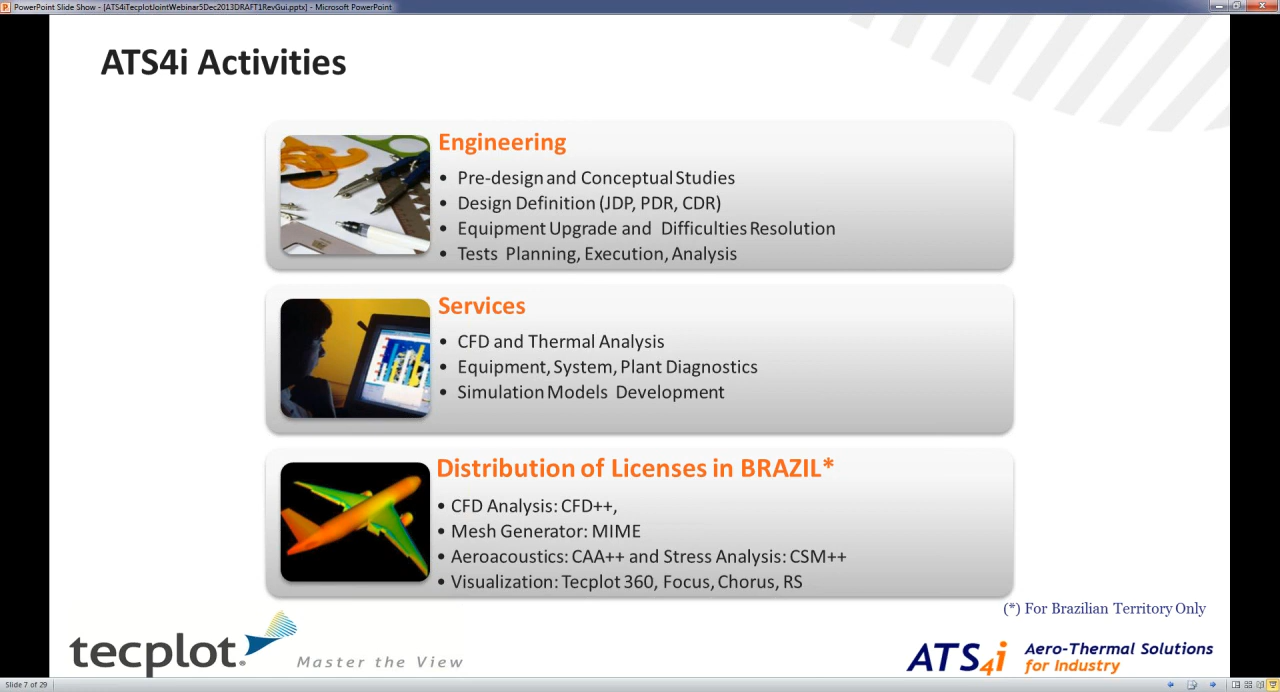 PowerPoint Slide Show - [ATS4iTecplotJointWebinar5Dec2013DRAFT1RevGui.pptx] - Microsoft PowerPoint
ATS4i Activities
Engineering
• Pre-design and Conceptual Studies
• Design Definition (JDP, PDR, CDR)
• Equipment Upgrade and Difficulties Resolution
• Tests Planning, Execution, Analysis
Services
• CFD and Thermal Analysis
• Equipment, System, Plant Diagnostics
• Simulation Models Development
Distribution of Licenses in BRAZIL*
• CFD Analysis: CFD++,
• Mesh Generator: MIME
• Aeroacoustics: CAA++ and Stress Analysis: CSM++
• Visualization: Tecplot 360, Focus, Chorus, RS
(*) For Brazilian Territory Only
tecplot.® Master the View
ATS4i Aero-Thermal Solutions
for Industry
Slide 7 of 29